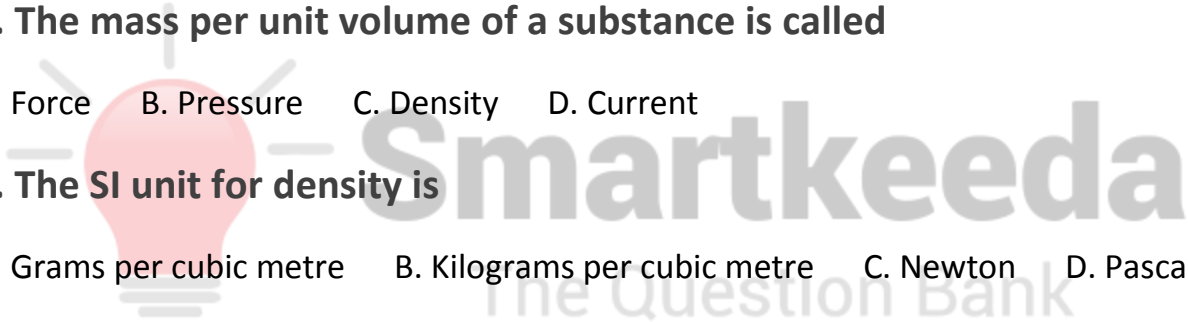 . The mass per unit volume of a substance is called
Force B. Pressure C. Density D. Current
. The SI unit for density is
Grams per cubic metre B. Kilograms per cubic metre C. Newton D. Pasca
Smartkeeda
The Question Bank